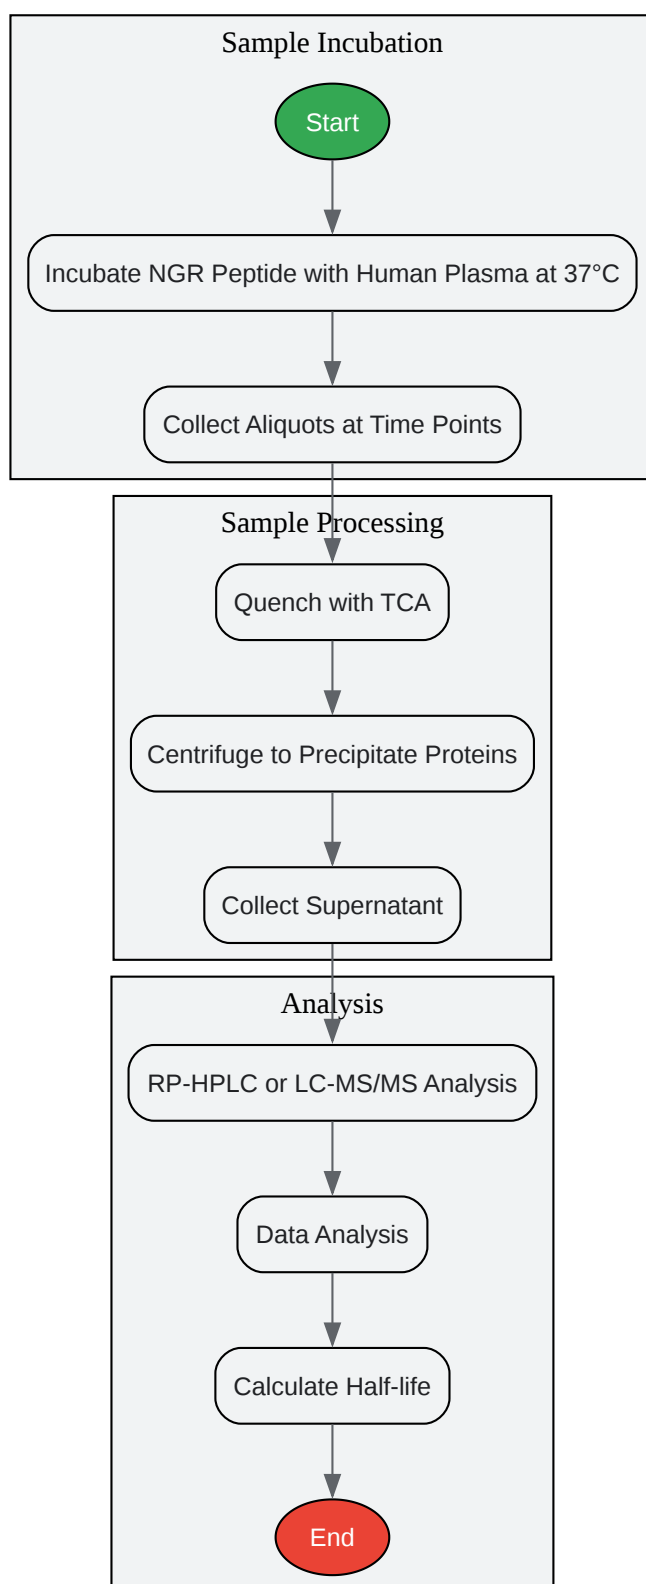 Sample Incubation
Start
Incubate NGR Peptide with Human Plasma at 37°C
Collect Aliquots at Time Points
Sample Processing
Quench with TCA
Centrifuge to Precipitate Proteins
Collect Supernatant
Analysis
RP-HPLC or LC-MS/MS Analysis
Data Analysis
Calculate Half-life
End